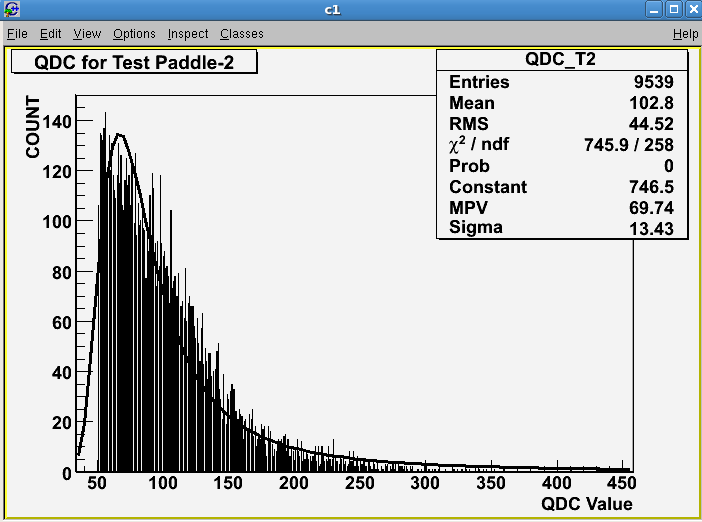 c1
File Edit View Options Inspect Classes Help
QDC for Test Paddle-2
QDC_T2
Entries 9539
Mean 102.8
RMS 44.52
χ² / ndf 745.9 / 258
Prob 0
Constant 746.5
MPV 69.74
Sigma 13.43
COUNT
140
120
100
80
60
40
20
0
50 100 150 200 250 300 350 400 450
QDC Value